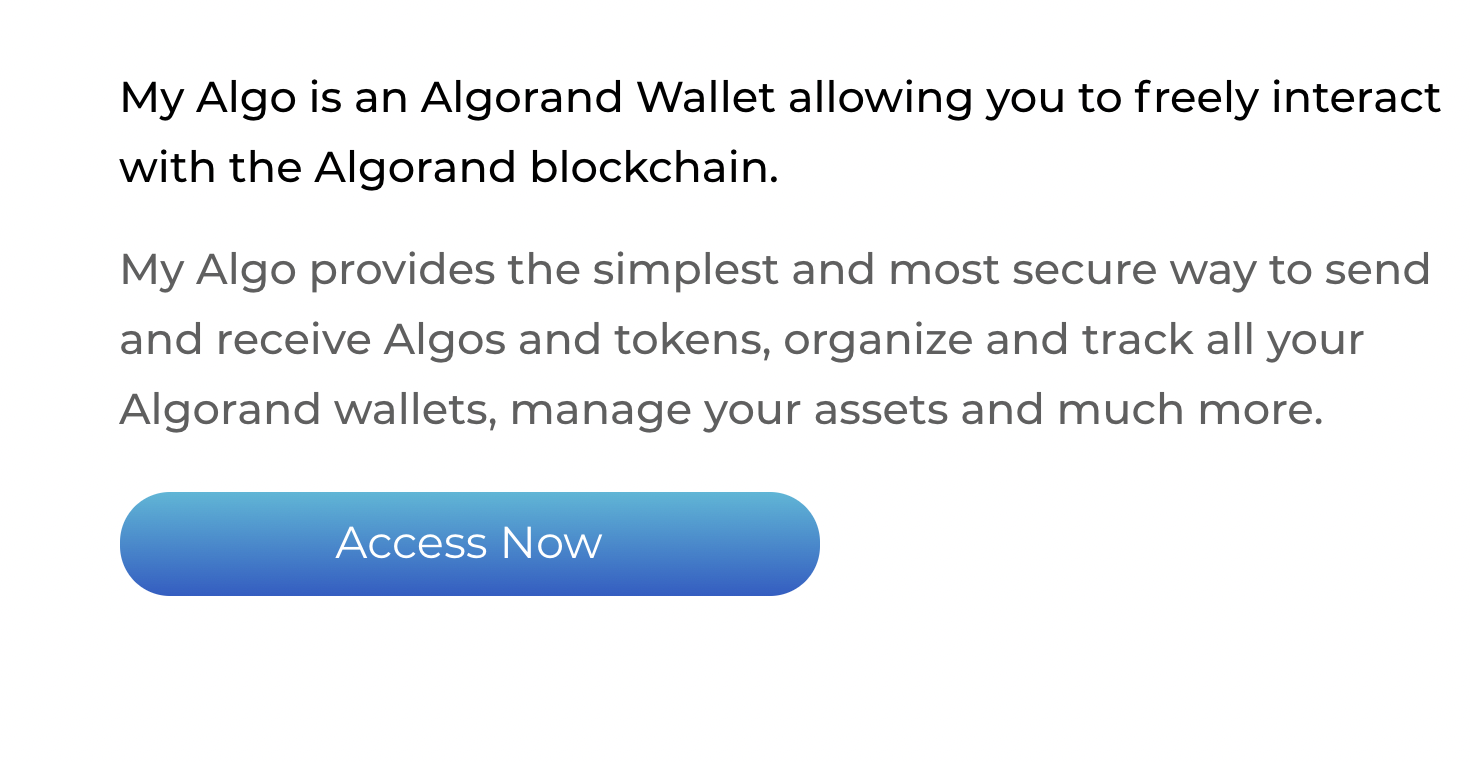 My Algo is an Algorand Wallet allowing you to freely interact
with the Algorand blockchain.
My Algo provides the simplest and most secure way to send
and receive Algos and tokens, organize and track all your
Algorand wallets, manage your assets and much more.
Access Now